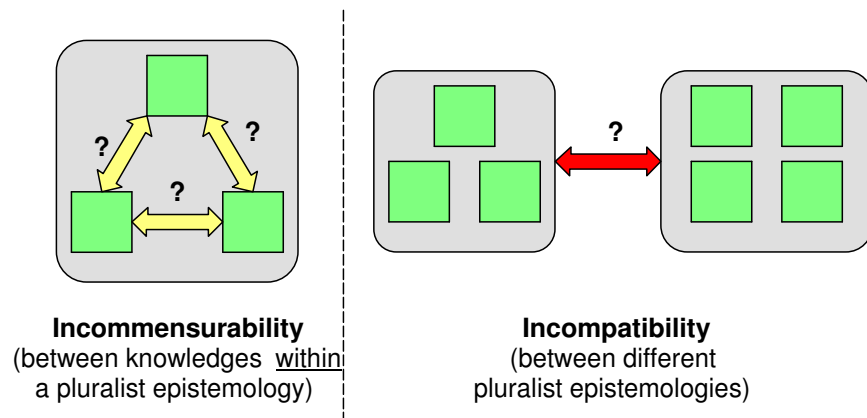 ?
?
?
?
Incommensurability
(between knowledges within
a pluralist epistemology)
Incompatibility
(between different
pluralist epistemologies)